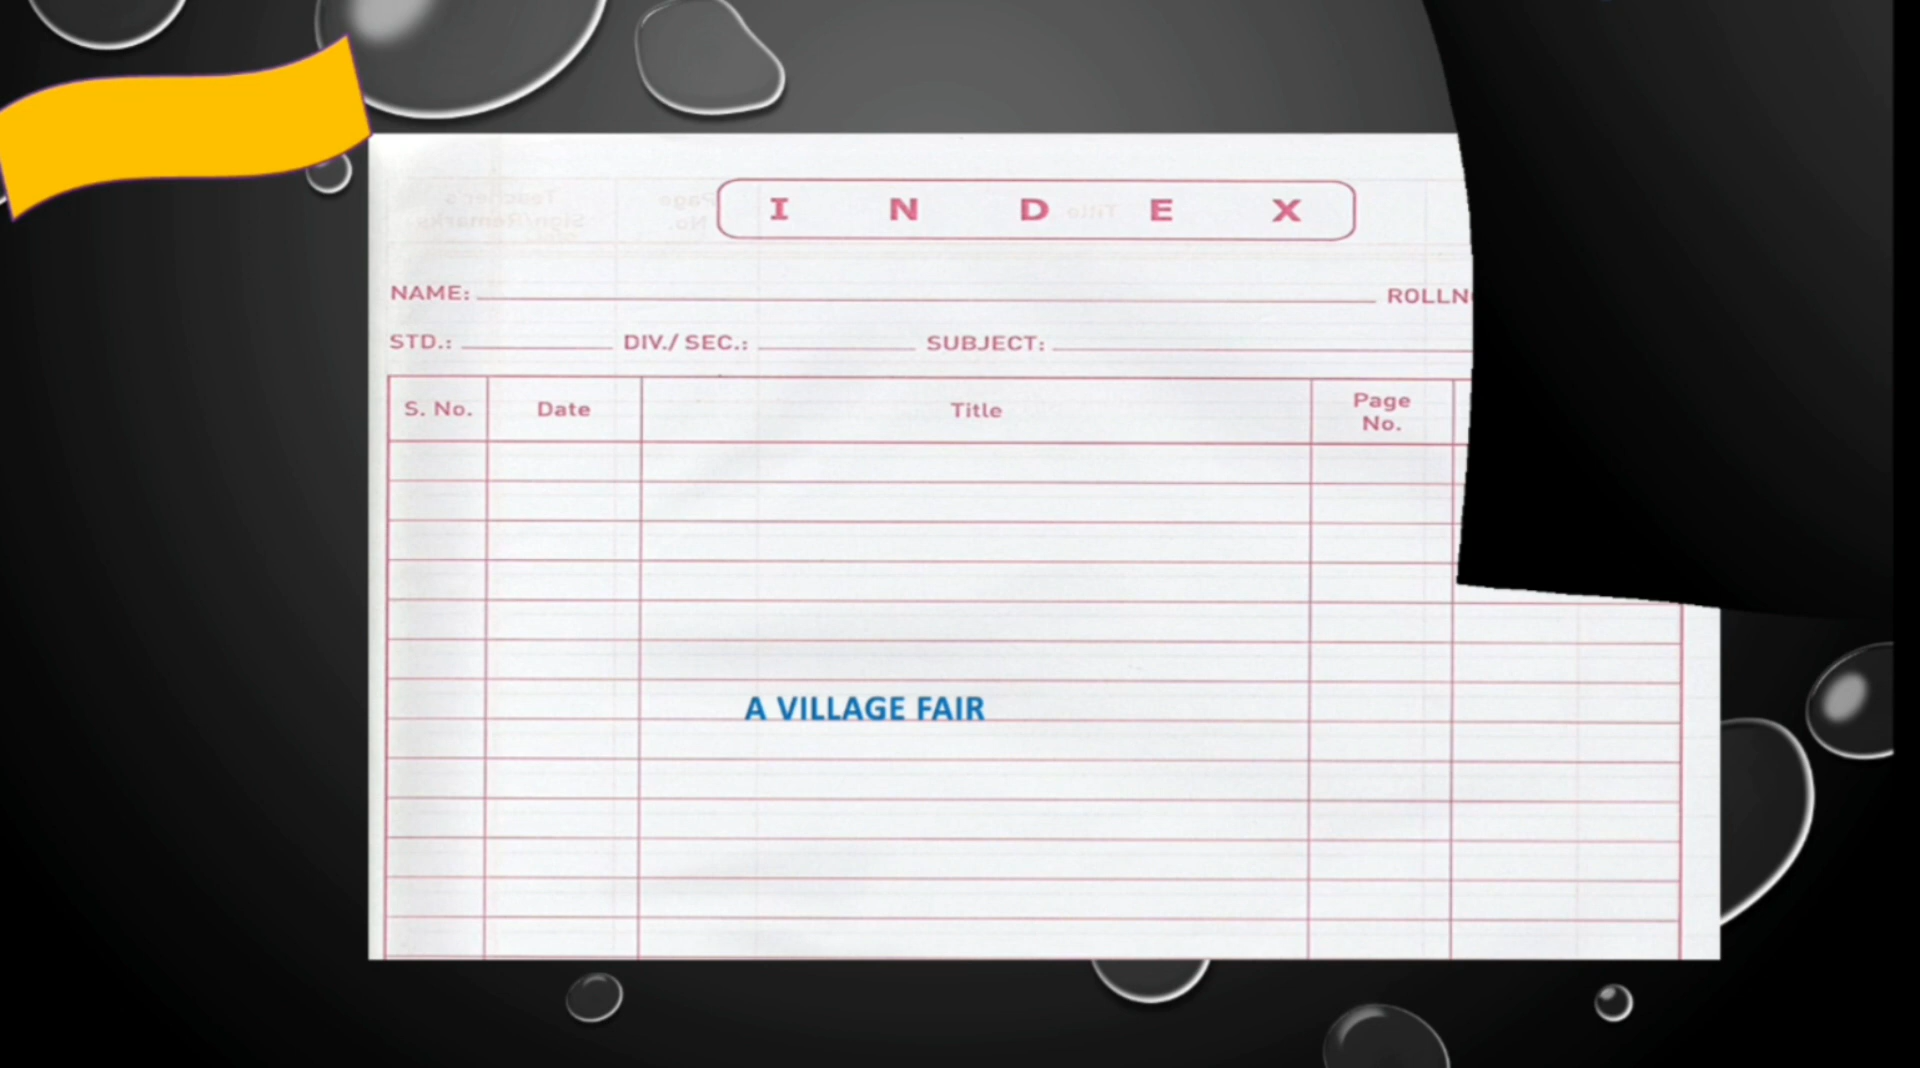 I N D E X
NAME: ROLLN
STD.: DIV./ SEC.: SUBJECT:
S. No. Date Title Page No.
A VILLAGE FAIR